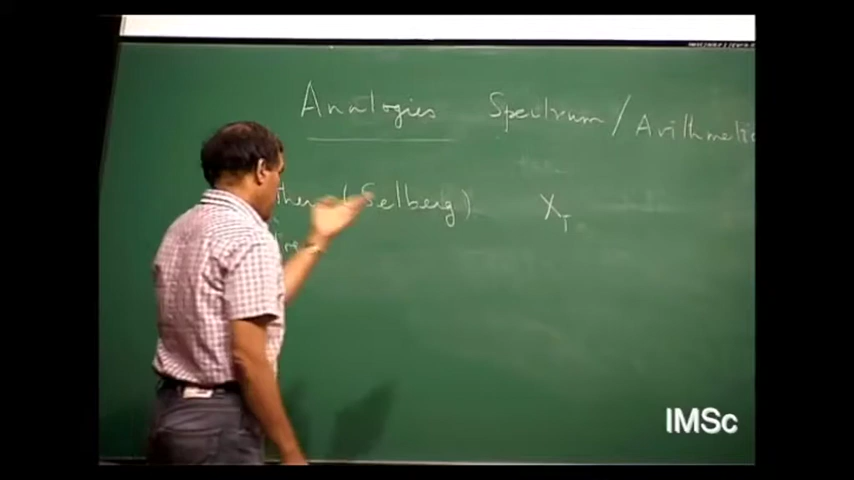 Analogies Spectrum / Arithmetic
(Selberg) X_Γ
IMSc